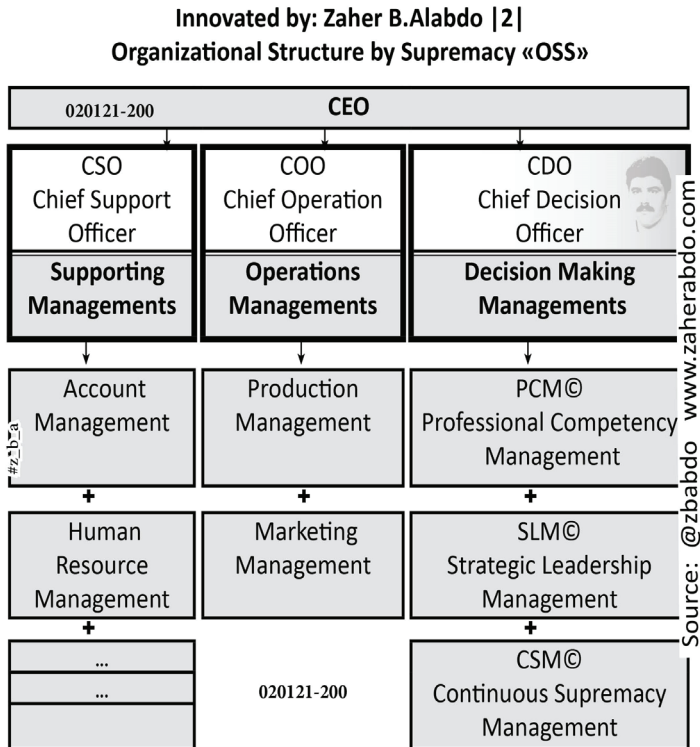 Innovated by: Zaher B.Alabdo |2|
Organizational Structure by Supremacy «OSS»
020121-200
CEO
CSO
Chief Support
Officer
Supporting
Managements
COO
Chief Operation
Officer
Operations
Managements
CDO
Chief Decision
Officer
Decision Making
Managements
Account
Management
Production
Management
PCM©
Professional Competency
Management
+
+
+
Human
Resource
Management
Marketing
Management
SLM©
Strategic Leadership
Management
+
+
...
...
020121-200
CSM©
Continuous Supremacy
Management
#z_b_a
Source: @zbabdo www.zaherabdo.com